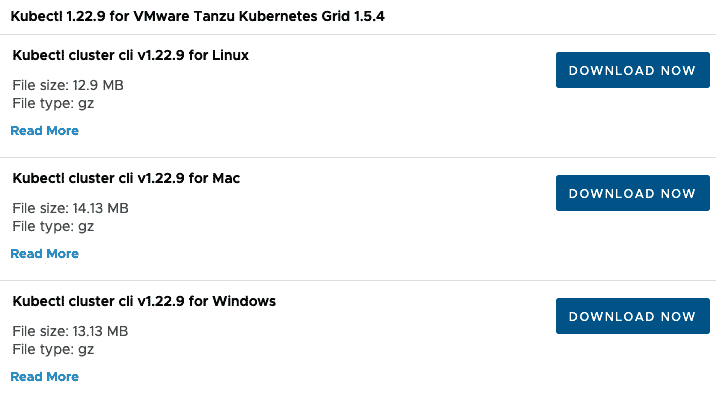 Kubectl 1.22.9 for VMware Tanzu Kubernetes Grid 1.5.4
Kubectl cluster cli v1.22.9 for Linux
DOWNLOAD NOW
File size: 12.9 MB
File type: gz
Read More
Kubectl cluster cli v1.22.9 for Mac
DOWNLOAD NOW
File size: 14.13 MB
File type: gz
Read More
Kubectl cluster cli v1.22.9 for Windows
DOWNLOAD NOW
File size: 13.13 MB
File type: gz
Read More